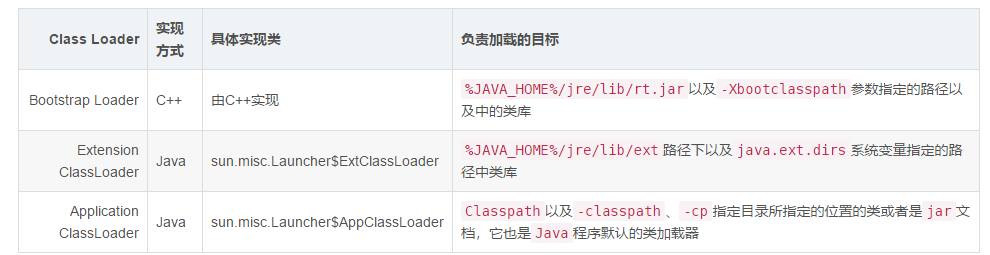 Class Loader 实现方式 具体实现类 负责加载的目标
Bootstrap Loader C++ 由C++实现 %JAVA_HOME%/jre/lib/rt.jar 以及 -Xbootclasspath 参数指定的路径以
及中的类库
Extension
ClassLoader Java sun.misc.Launcher$ExtClassLoader %JAVA_HOME%/jre/lib/ext 路径下以及 java.ext.dirs 系统变量指定的路
径中类库
Application
ClassLoader Java sun.misc.Launcher$AppClassLoader Classpath 以及 -classpath 、 -cp 指定目录所指定的位置的类或者是 jar 文
档，它也是 Java 程序默认的类加载器